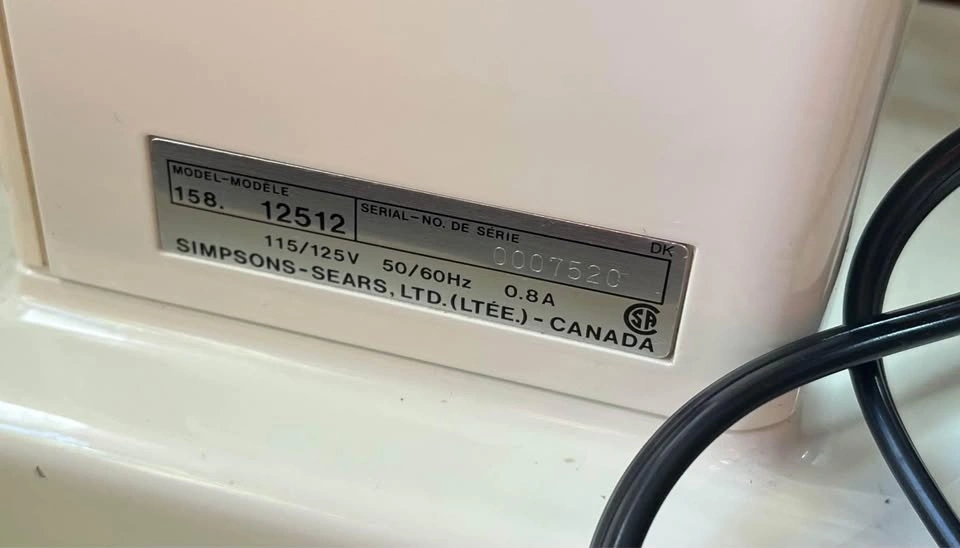 MODEL-MODÈLE
158. 12512
SERIAL-NO. DE SÉRIE
DK
0007520
115/125V 50/60Hz 0.8A
SIMPSONS-SEARS, LTD. (LTÉE.) - CANADA
SA